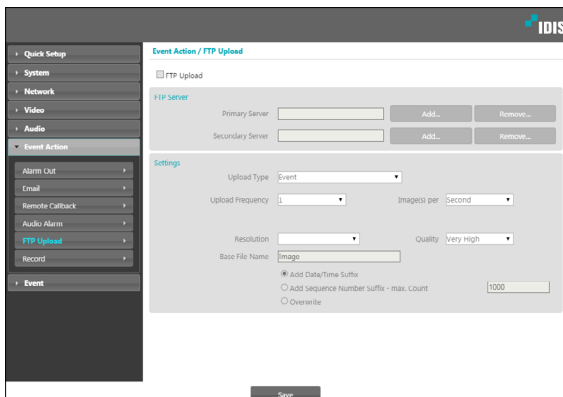 IDIS
Quick Setup
System
Network
Video
Audio
Event Action
Alarm Out
Email
Remote Callback
Audio Alarm
FTP Upload
Record
Event
Event Action / FTP Upload
FTP Upload
FTP Server
Primary Server Add... Remove...
Secondary Server Add... Remove...
Settings
Upload Type Event
Upload Frequency 1 Image(s) per Second
Resolution Quality Very High
Base File Name Image
Add Date/Time Suffix
Add Sequence Number Suffix - max. Count 1000
Overwrite
Save